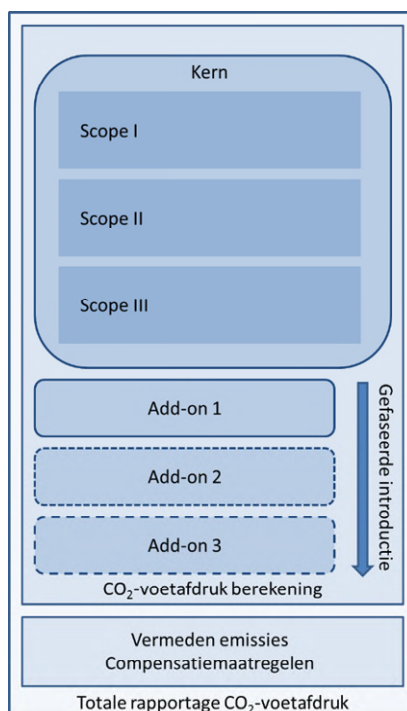 Kern
Scope I
Scope II
Scope III
Add-on 1
Add-on 2
Add-on 3
Gefaseerde introductie
CO₂-voetafdruk berekening
Vermeden emissies
Compensatiemaatregelen
Totale rapportage CO₂-voetafdruk